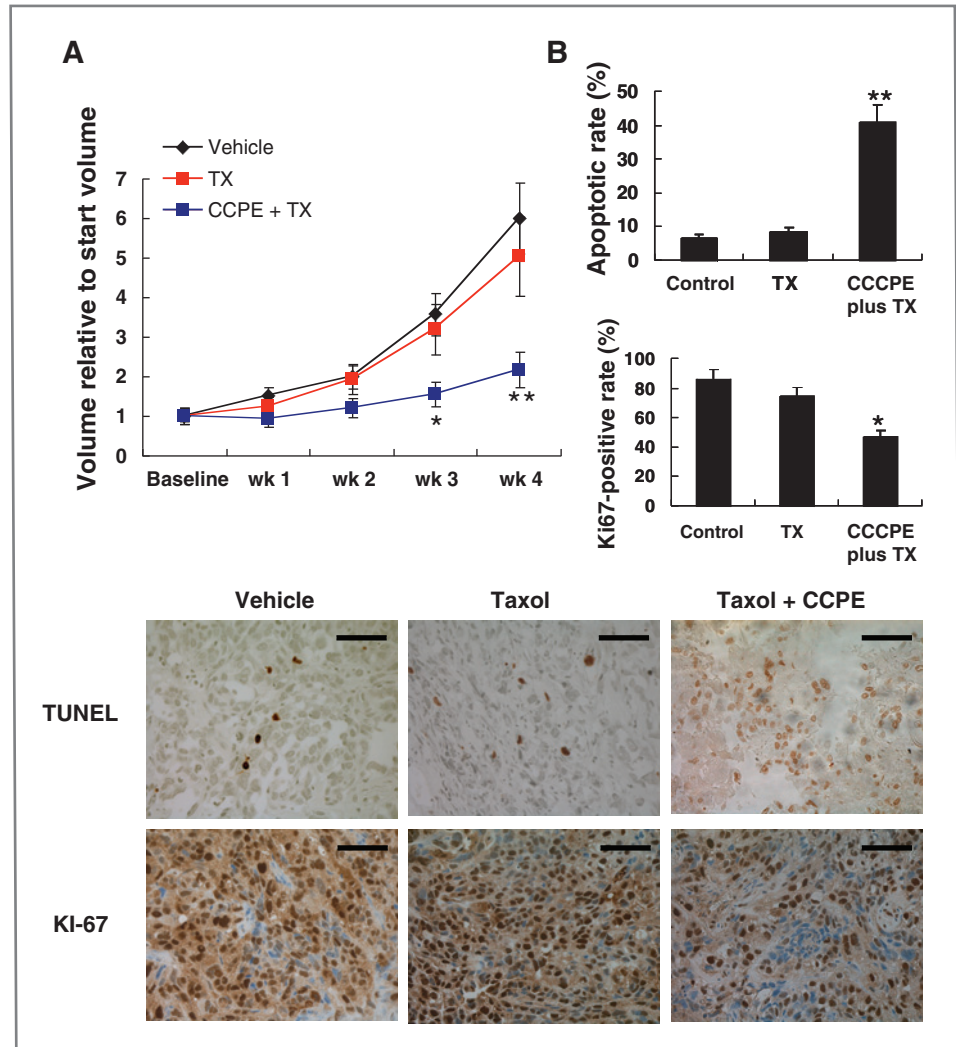 A
Volume relative to start volume
Vehicle
TX
CCPE + TX
7
6
5
4
3
2
1
0
Baseline wk 1 wk 2 wk 3 wk 4
*
**
B
Apoptotic rate (%)
50
40
30
20
10
0
**
Control TX CCCPE
plus TX
Ki67-positive rate (%)
100
80
60
40
20
0
*
Control TX CCCPE
plus TX
Vehicle Taxol Taxol + CCPE
TUNEL
KI-67